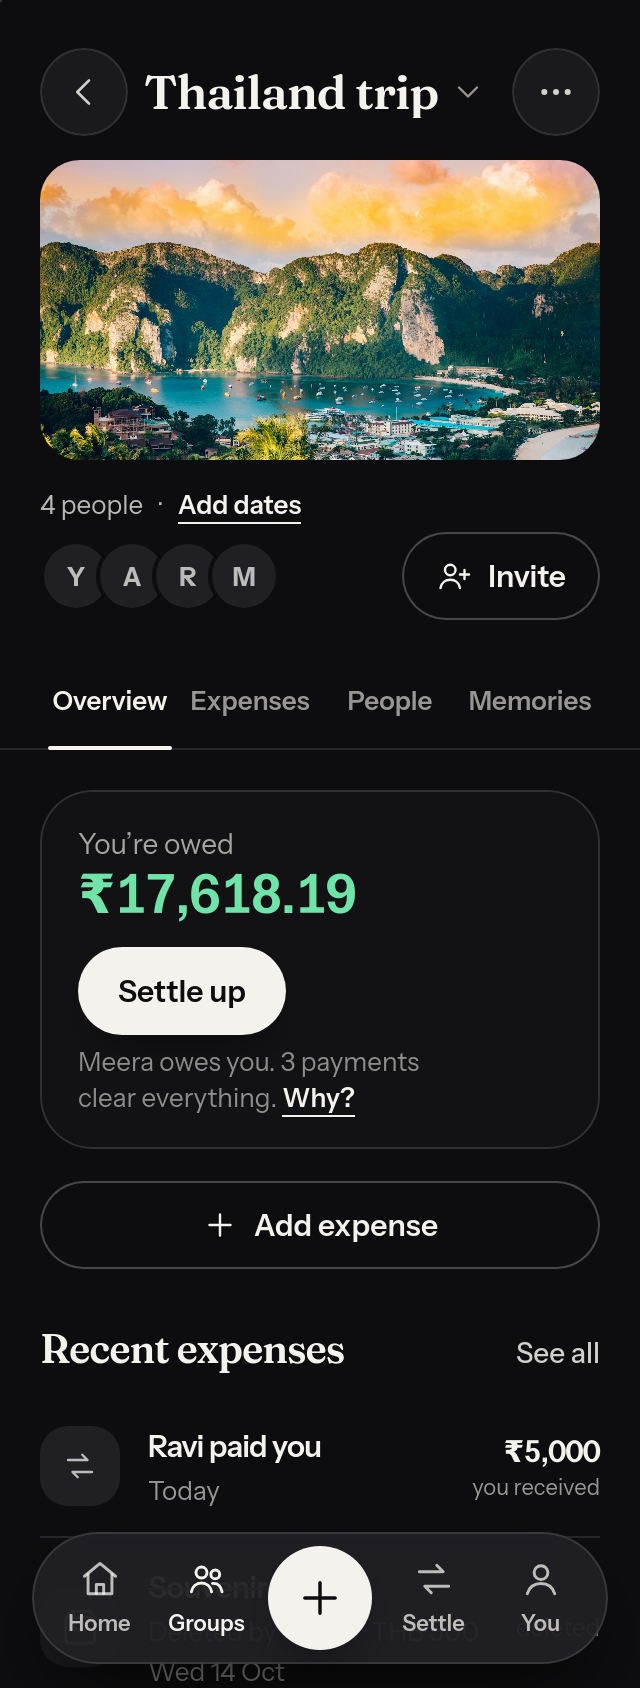 Thailand trip
4 people · Add dates
Y A R M
Invite
Overview Expenses People Memories
You’re owed
₹17,618.19
Settle up
Meera owes you. 3 payments
clear everything. Why?
Add expense
Recent expenses See all
Ravi paid you ₹5,000
Today you received
Home Groups Settle You
Wed 14 Oct